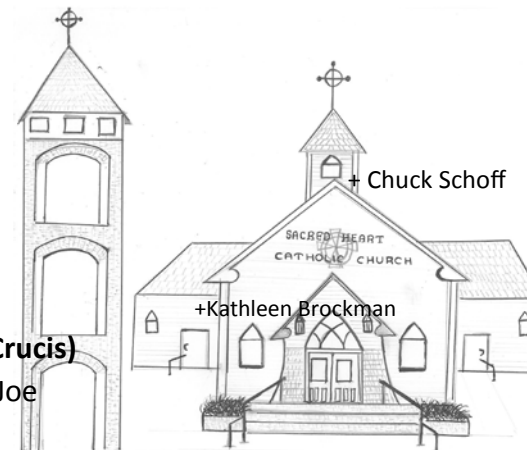 + Chuck Schoff
SACRED HEART
CATHOLIC CHURCH
+Kathleen Brockman
Crucis)
Joe